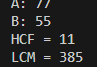 A: 77
B: 55
HCF = 11
LCM = 385